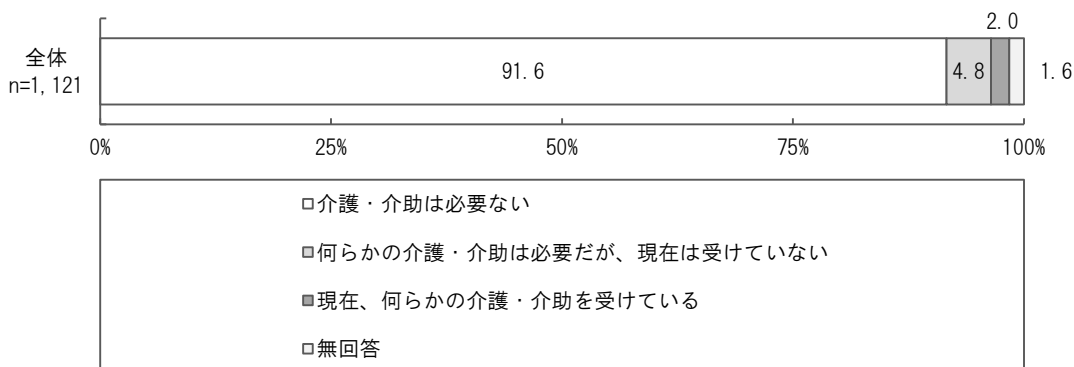 2.0
全体
n=1,121
91.6
4.8
1.6
0%
25%
50%
75%
100%
介護・介助は必要ない
何らかの介護・介助は必要だが、現在は受けていない
現在、何らかの介護・介助を受けている
無回答